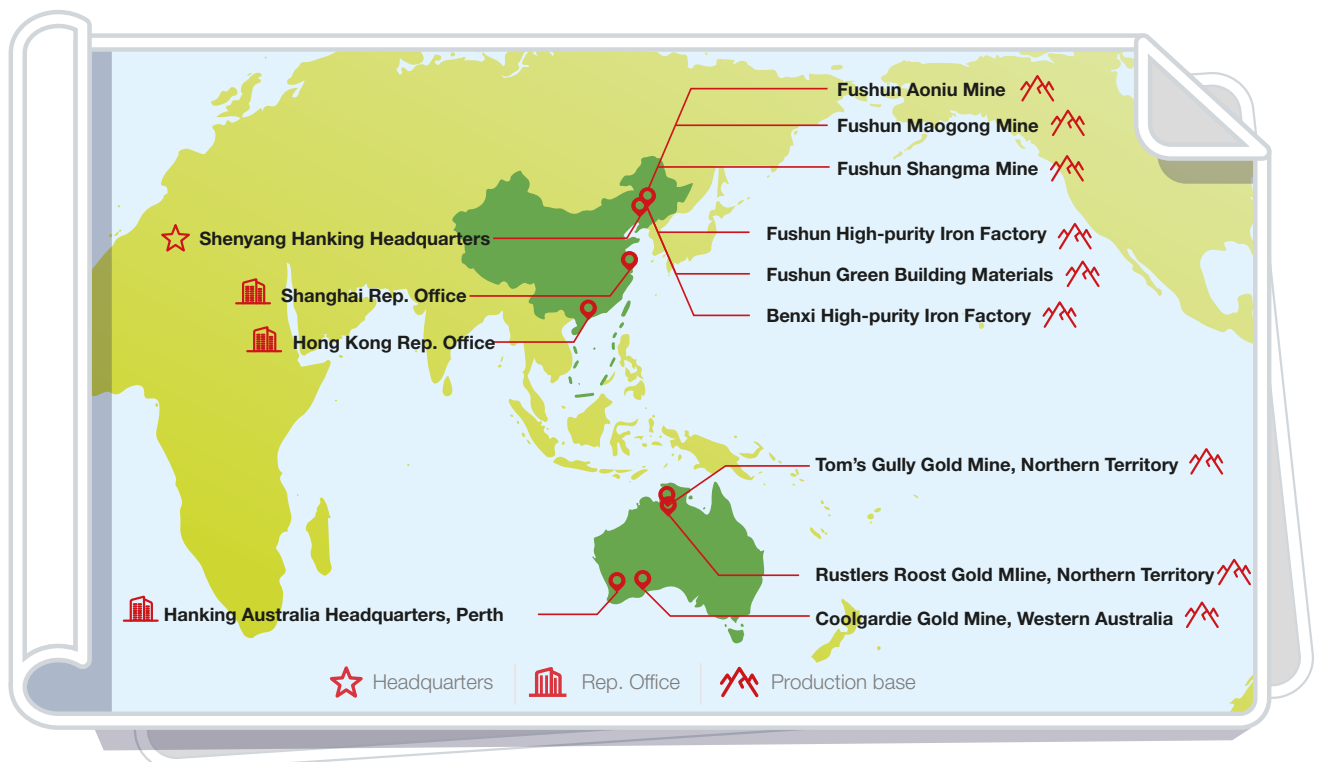 Fushun Aoniu Mine
Fushun Maogong Mine
Fushun Shangma Mine
Shenyang Hanking Headquarters
Fushun High-purity Iron Factory
Fushun Green Building Materials
Shanghai Rep. Office
Benxi High-purity Iron Factory
Hong Kong Rep. Office
Tom's Gully Gold Mine, Northern Territory
Rustlers Roost Gold Mline, Northern Territory
Hanking Australia Headquarters, Perth
Coolgardie Gold Mine, Western Australia
Headquarters
Rep. Office
Production base